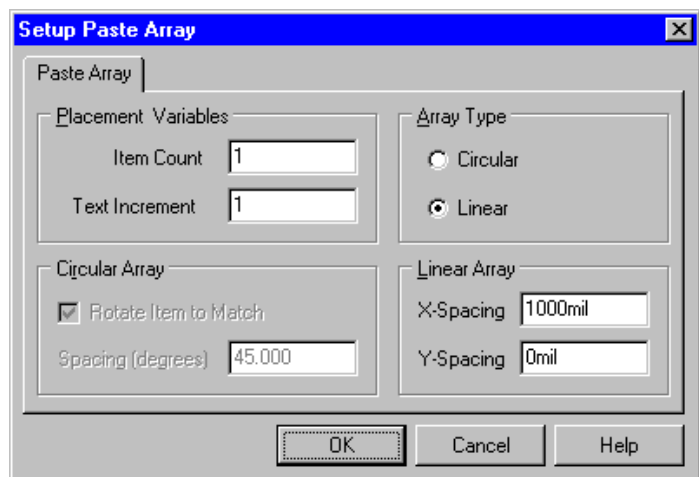 Setup Paste Array
Paste Array
Placement Variables
Item Count 1
Text Increment 1
Array Type
Circular
Linear
Circular Array
Rotate Item to Match
Spacing (degrees) 45.000
Linear Array
X-Spacing 1000mil
Y-Spacing 0mil
OK Cancel Help